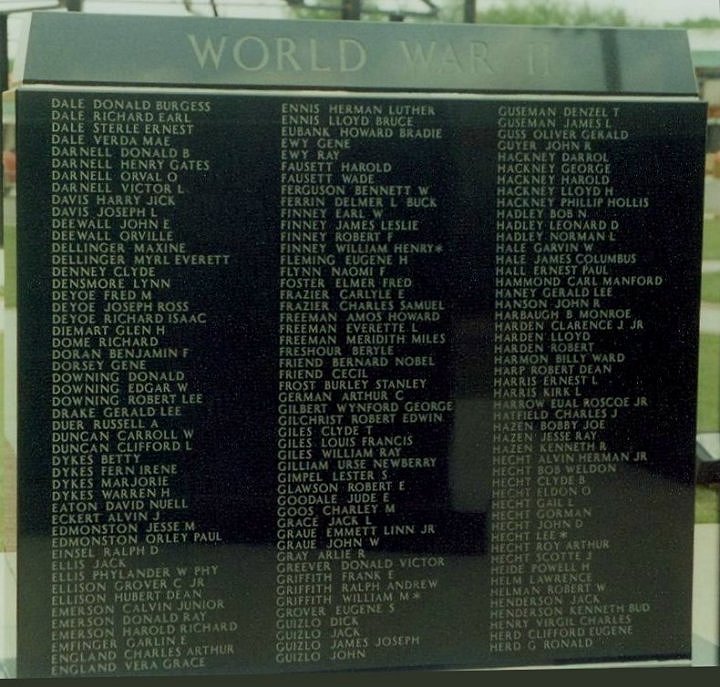 WORLD WAR II
DALE DONALD BURGESS
DALE RICHARD EARL
DALE STERLE ERNEST
DALE VERDA MAE
DARNELL DONALD B
DARNELL HENRY GATES
DARNELL ORVAL O
DARNELL VICTOR L
DAVIS HARRY JICK
DAVIS JOSEPH L
DEEWALL JOHN E
DEEWALL ORVILLE
DELLINGER MAXINE
DELLINGER MYRL EVERETT
DENNEY CLYDE
DENSMORE LYNN
DEYOE FRED M
DEYOE JOSEPH ROSS
DEYOE RICHARD ISAAC
DIEMART GLEN H
DOME RICHARD
DORAN BENJAMIN F
DORSEY GENE
DOWNING DONALD
DOWNING EDGAR W
DOWNING ROBERT LEE
DRAKE GERALD LEE
DUER RUSSELL A
DUNCAN CARROLL W
DUNCAN CLIFFORD L
DYKES BETTY
DYKES FERN IRENE
DYKES MARJORIE
DYKES WARREN H
EATON DAVID NUELL
ECKERT ALVIN J
EDMONSTON JESSE M
EDMONSTON ORLEY PAUL
EINSEL RALPH D
ELLIS JACK
ELLIS PHYLANDER W PHY
ELLISON GROVER C JR
ELLISON HUBERT DEAN
EMERSON CALVIN JUNIOR
EMERSON DONALD RAY
EMERSON HAROLD RICHARD
EMFINGER GARLIN E
ENGLAND CHARLES ARTHUR
ENGLAND VERA GRACE
ENNIS HERMAN LUTHER
ENNIS LLOYD BRUCE
EUBANK HOWARD BRADIE
EWY GENE
EWY RAY
FAUSETT HAROLD
FAUSETT WADE
FERGUSON BENNETT W
FERRIN DELMER L BUCK
FINNEY EARL W
FINNEY JAMES LESLIE
FINNEY ROBERT F
FINNEY WILLIAM HENRY*
FLEMING EUGENE H
FLYNN NAOMI F
FOSTER ELMER FRED
FRAZIER CARLYLE E
FRAZIER CHARLES SAMUEL
FREEMAN AMOS HOWARD
FREEMAN EVERETTE L
FREEMAN MERIDITH MILES
FRESHOUR BERYLE
FRIEND BERNARD NOBEL
FRIEND CECIL
FROST BURLEY STANLEY
GERMAN ARTHUR C
GILBERT WYNFORD GEORGE
GILCHRIST ROBERT EDWIN
GILES CLYDE T
GILES LOUIS FRANCIS
GILES WILLIAM RAY
GILLIAM URSE NEWBERRY
GIMPEL LESTER S
GLAWSON ROBERT E
GOODALE JUDE E
GOOS CHARLEY M
GRACE JACK L
GRAUE EMMETT LINN JR
GRAUE JOHN W
GRAY ARLIE R
GREEVER DONALD VICTOR
GRIFFITH FRANK E
GRIFFITH RALPH ANDREW
GRIFFITH WILLIAM M*
GROVER EUGENE S
GUIZLO DICK
GUIZLO JACK
GUIZLO JAMES JOSEPH
GUIZLO JOHN
GUSEMAN DENZEL T
GUSEMAN JAMES L
GUSS OLIVER GERALD
GUYER JOHN R
HACKNEY DARROL
HACKNEY GEORGE
HACKNEY HAROLD
HACKNEY LLOYD H
HACKNEY PHILLIP HOLLIS
HADLEY BOB N
HADLEY LEONARD D
HADLEY NORMAN L
HALE GARVIN W
HALE JAMES COLUMBUS
HALL ERNEST PAUL
HAMMOND CARL MANFORD
HANEY GERALD LEE
HANSON JOHN R
HARBAUGH B MONROE
HARDEN CLARENCE J JR
HARDEN LLOYD
HARDEN ROBERT
HARMON BILLY WARD
HARP ROBERT DEAN
HARRIS ERNEST L
HARRIS KIRK L
HARROW EUAL ROSCOE JR
HATFIELD CHARLES J
HAZEN BOBBY JOE
HAZEN JESSE RAY
HAZEN KENNETH R
HECHT ALVIN HERMAN JR
HECHT BOB WELDON
HECHT CLYDE B
HECHT ELDON O
HECHT GAIL L
HECHT GORMAN
HECHT JOHN D
HECHT LEE*
HECHT ROY ARTHUR
HECHT SCOTTE J
HEIDE POWELL H
HELM LAWRENCE
HELMAN ROBERT W
HENDERSON JACK
HENDERSON KENNETH BUD
HENRY VIRGIL CHARLES
HERD CLIFFORD EUGENE
HERD G RONALD